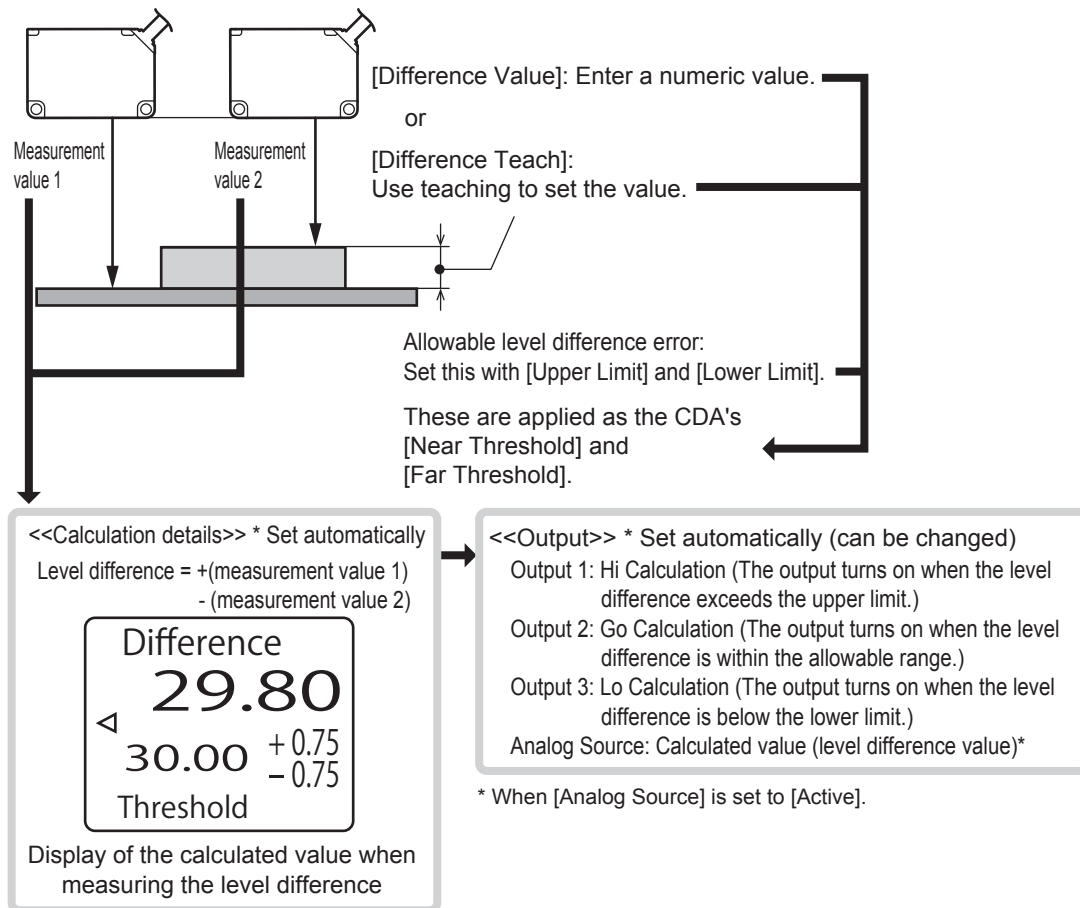 [Difference Value]: Enter a numeric value.
or
Measurement
value 1
Measurement
value 2
[Difference Teach]:
Use teaching to set the value.
Allowable level difference error:
Set this with [Upper Limit] and [Lower Limit].
These are applied as the CDA's
[Near Threshold] and
[Far Threshold].
<<Calculation details>> * Set automatically
Level difference = +(measurement value 1)
- (measurement value 2)
Difference
29.80
30.00 + 0.75
– 0.75
Threshold
Display of the calculated value when
measuring the level difference
<<Output>> * Set automatically (can be changed)
Output 1: Hi Calculation (The output turns on when the level
difference exceeds the upper limit.)
Output 2: Go Calculation (The output turns on when the level
difference is within the allowable range.)
Output 3: Lo Calculation (The output turns on when the level
difference is below the lower limit.)
Analog Source: Calculated value (level difference value)*
* When [Analog Source] is set to [Active].